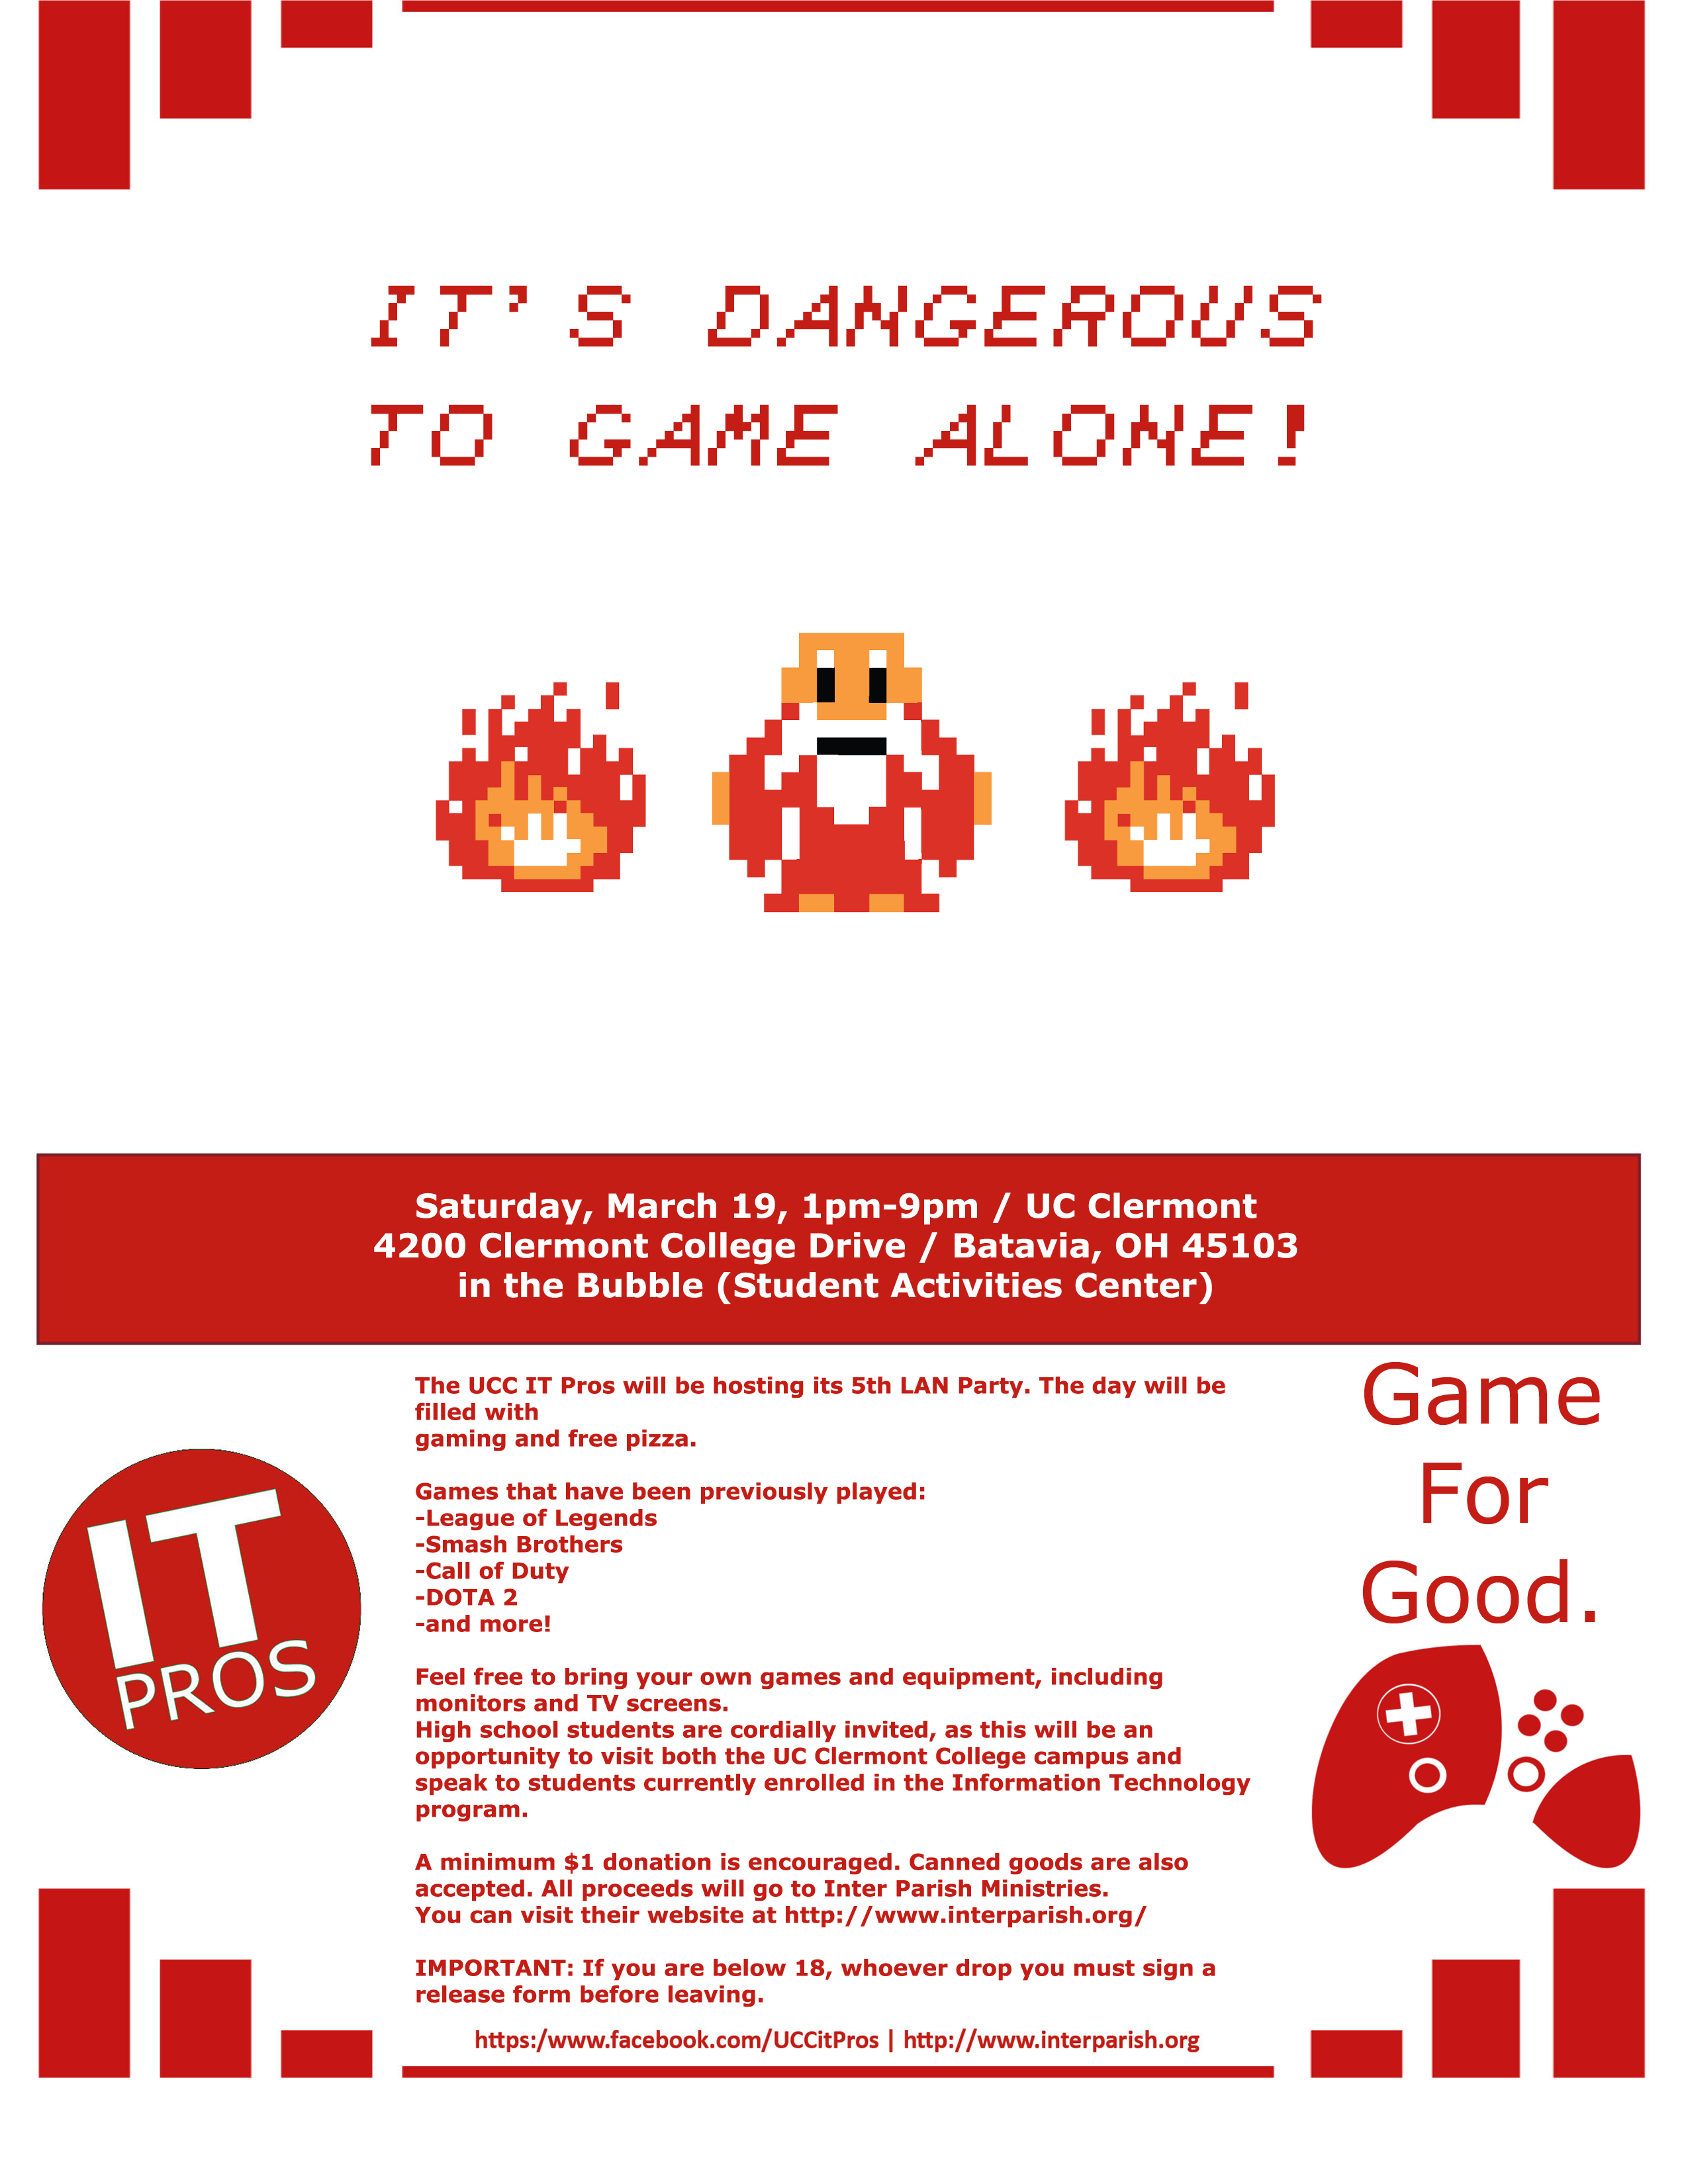 IT'S DANGEROUS
TO GAME ALONE!
Saturday, March 19, 1pm-9pm / UC Clermont
4200 Clermont College Drive / Batavia, OH 45103
in the Bubble (Student Activities Center)
IT
PROS
The UCC IT Pros will be hosting its 5th LAN Party. The day will be
filled with
gaming and free pizza.
Games that have been previously played:
-League of Legends
-Smash Brothers
-Call of Duty
-DOTA 2
-and more!
Feel free to bring your own games and equipment, including
monitors and TV screens.
High school students are cordially invited, as this will be an
opportunity to visit both the UC Clermont College campus and
speak to students currently enrolled in the Information Technology
program.
A minimum $1 donation is encouraged. Canned goods are also
accepted. All proceeds will go to Inter Parish Ministries.
You can visit their website at http://www.interparish.org/
IMPORTANT: If you are below 18, whoever drop you must sign a
release form before leaving.
Game
For
Good.
https:/www.facebook.com/UCCitPros | http://www.interparish.org